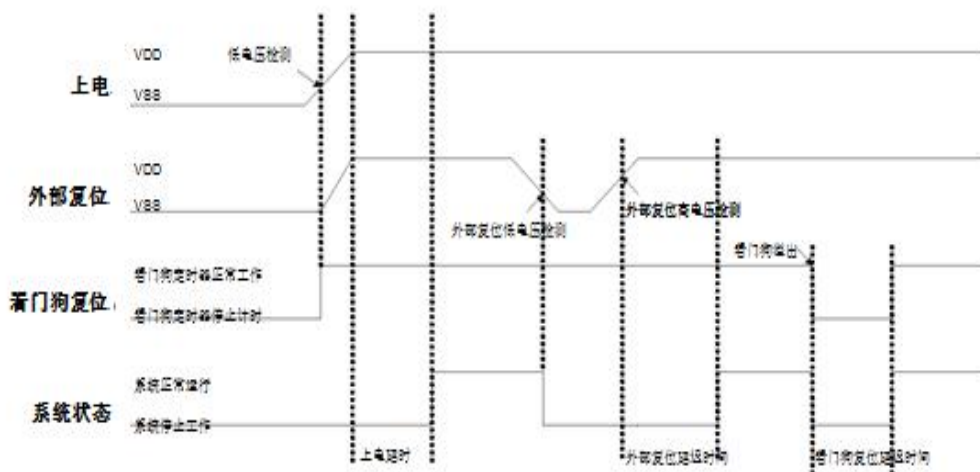 VDD
低电压检测
上电
VSS
VDD
外部复位
VSS
外部复位低电压检测
外部复位高电压检测
看门狗溢出
看门狗定时器正常工作
看门狗复位
看门狗定时器停止计时
系统正常运行
系统状态
系统停止工作
上电延时
外部复位延迟时间
看门狗复位延迟时间